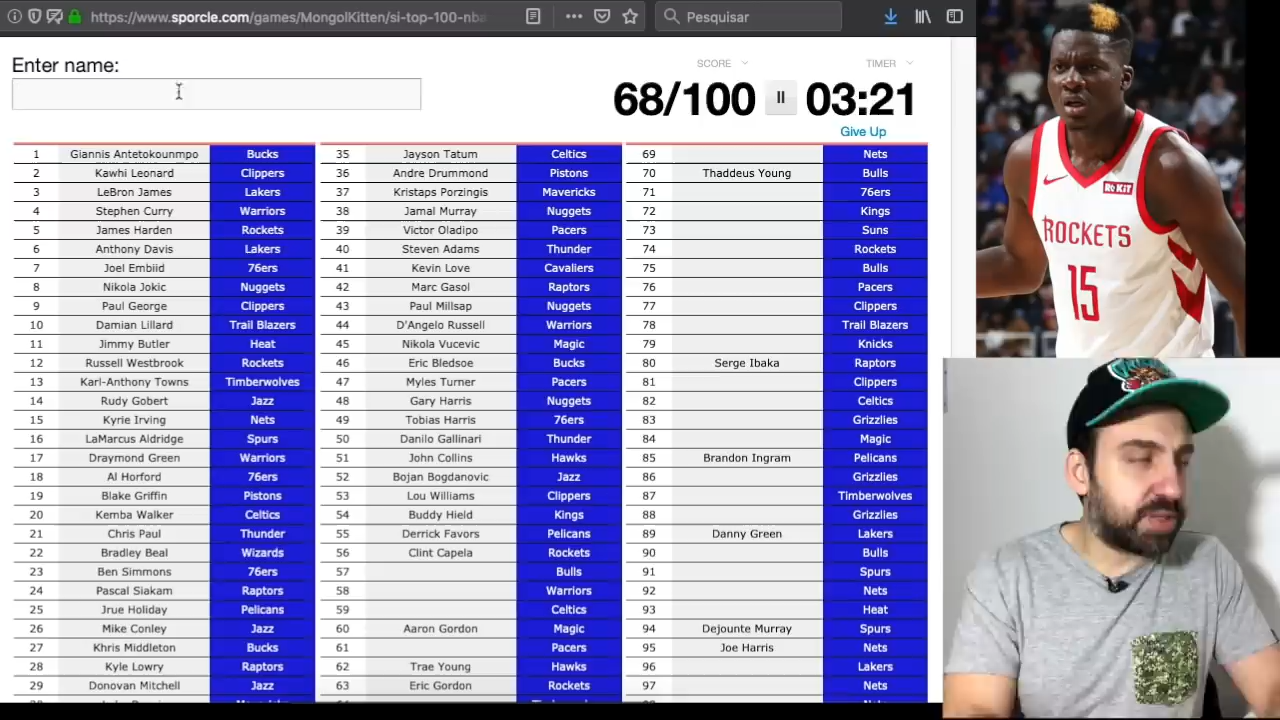 https://www.sporcle.com/games/MongolKitten/si-top-100-nb
Pesquisar
Enter name:
SCORE
TIMER
68/100
03:21
Give Up
1 Giannis Antetokounmpo Bucks
2 Kawhi Leonard Clippers
3 LeBron James Lakers
4 Stephen Curry Warriors
5 James Harden Rockets
6 Anthony Davis Lakers
7 Joel Embiid 76ers
8 Nikola Jokic Nuggets
9 Paul George Clippers
10 Damian Lillard Trail Blazers
11 Jimmy Butler Heat
12 Russell Westbrook Rockets
13 Karl-Anthony Towns Timberwolves
14 Rudy Gobert Jazz
15 Kyrie Irving Nets
16 LaMarcus Aldridge Spurs
17 Draymond Green Warriors
18 Al Horford 76ers
19 Blake Griffin Pistons
20 Kemba Walker Celtics
21 Chris Paul Thunder
22 Bradley Beal Wizards
23 Ben Simmons 76ers
24 Pascal Siakam Raptors
25 Jrue Holiday Pelicans
26 Mike Conley Jazz
27 Khris Middleton Bucks
28 Kyle Lowry Raptors
29 Donovan Mitchell Jazz
35 Jayson Tatum Celtics
36 Andre Drummond Pistons
37 Kristaps Porzingis Mavericks
38 Jamal Murray Nuggets
39 Victor Oladipo Pacers
40 Steven Adams Thunder
41 Kevin Love Cavaliers
42 Marc Gasol Raptors
43 Paul Millsap Nuggets
44 D'Angelo Russell Warriors
45 Nikola Vucevic Magic
46 Eric Bledsoe Bucks
47 Myles Turner Pacers
48 Gary Harris Nuggets
49 Tobias Harris 76ers
50 Danilo Gallinari Thunder
51 John Collins Hawks
52 Bojan Bogdanovic Jazz
53 Lou Williams Clippers
54 Buddy Hield Kings
55 Derrick Favors Pelicans
56 Clint Capela Rockets
57 Bulls
58 Warriors
59 Celtics
60 Aaron Gordon Magic
61 Pacers
62 Trae Young Hawks
63 Eric Gordon Rockets
69 Nets
70 Thaddeus Young Bulls
71 76ers
72 Kings
73 Suns
74 Rockets
75 Bulls
76 Pacers
77 Clippers
78 Trail Blazers
79 Knicks
80 Serge Ibaka Raptors
81 Clippers
82 Celtics
83 Grizzlies
84 Magic
85 Brandon Ingram Pelicans
86 Grizzlies
87 Timberwolves
88 Grizzlies
89 Danny Green Lakers
90 Bulls
91 Spurs
92 Nets
93 Heat
94 Dejounte Murray Spurs
95 Joe Harris Nets
96 Lakers
97 Nets
ROKiT
ROCKETS
15